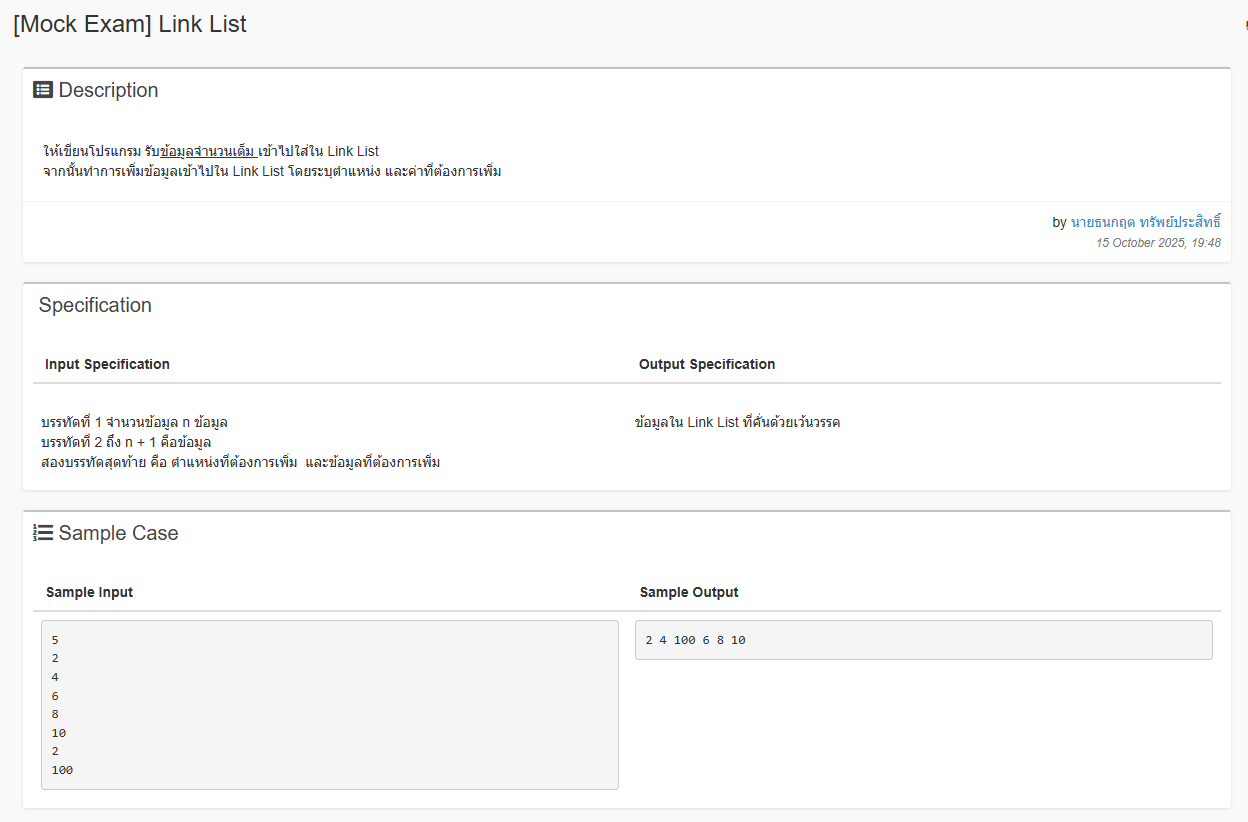 [Mock Exam] Link List
Description
ให้เขียนโปรแกรม รับข้อมูลจำนวนเต็ม เข้าไปใส่ใน Link List
จากนั้นทำการเพิ่มข้อมูลเข้าไปใน Link List โดยระบุตำแหน่ง และค่าที่ต้องการเพิ่ม
by นายธนกฤต ทรัพย์ประสิทธิ์
15 October 2025, 19:48
Specification
Input Specification
บรรทัดที่ 1 จำนวนข้อมูล n ข้อมูล
บรรทัดที่ 2 ถึง n + 1 คือข้อมูล
สองบรรทัดสุดท้าย คือ ตำแหน่งที่ต้องการเพิ่ม และข้อมูลที่ต้องการเพิ่ม
Output Specification
ข้อมูลใน Link List ที่คั่นด้วยเว้นวรรค
Sample Case
Sample Input
5
2
4
6
8
10
2
100
Sample Output
2 4 100 6 8 10